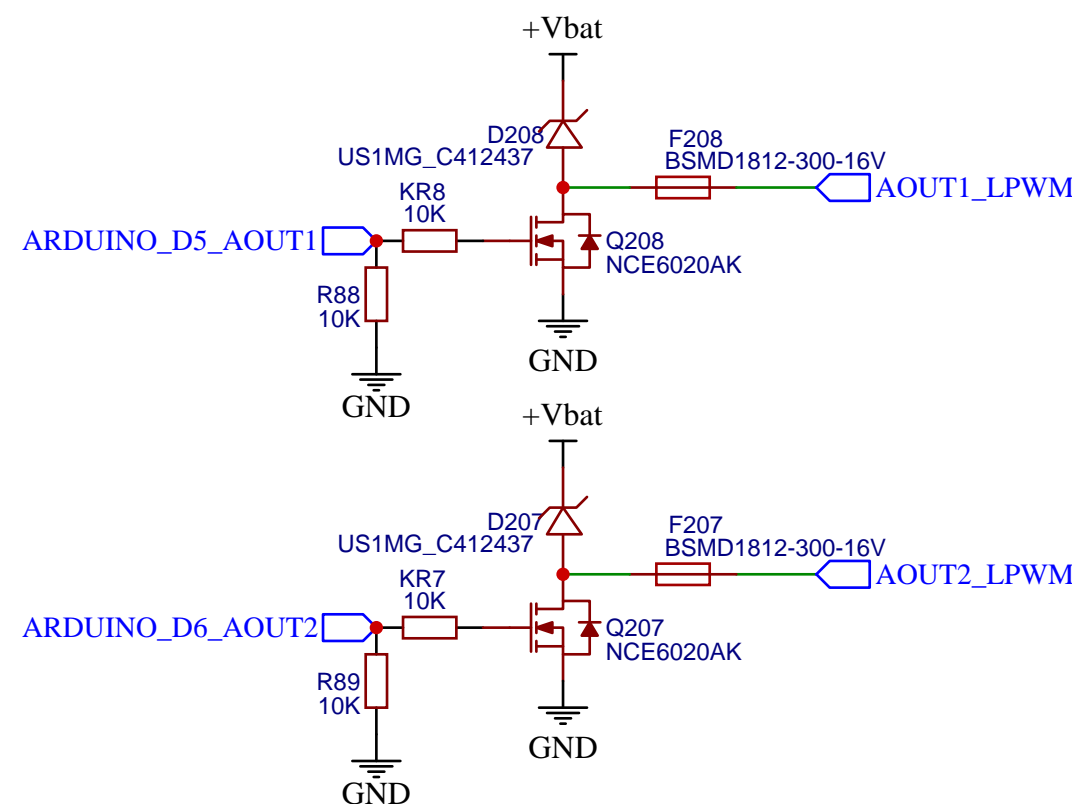 +Vbat
D208
US1MG_C412437
F208
BSMD1812-300-16V
AOUT1_LPWM
KR8
10K
ARDUINO_D5_AOUT1
Q208
NCE6020AK
R88
10K
GND
GND
+Vbat
D207
US1MG_C412437
F207
BSMD1812-300-16V
AOUT2_LPWM
KR7
10K
ARDUINO_D6_AOUT2
Q207
NCE6020AK
R89
10K
GND
GND